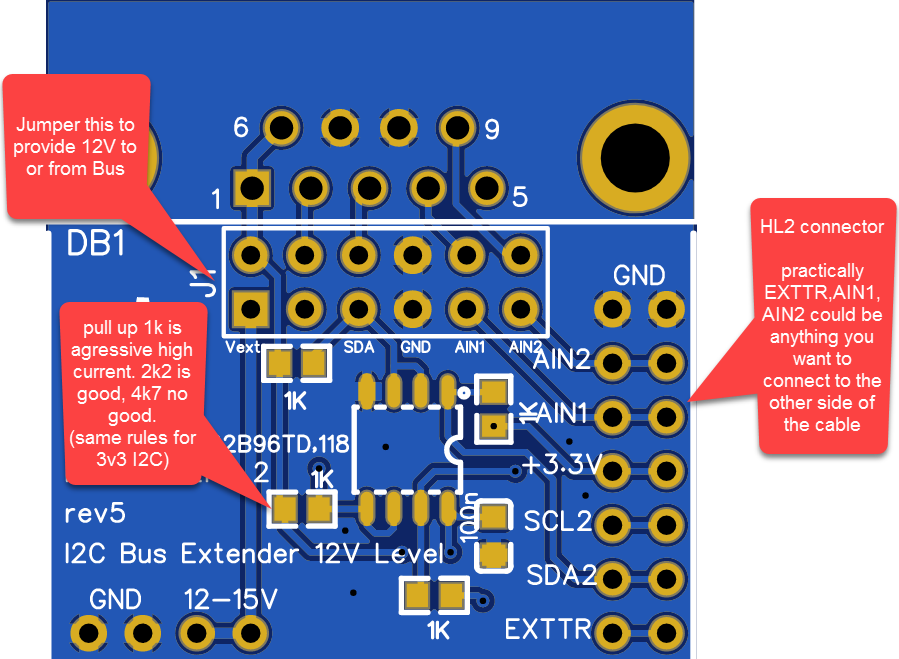 Jumper this to
provide 12V to
or from Bus
6
9
1
5
DB1
J1
Vext
SDA
GND
AIN1
AIN2
HL2 connector
practically
EXTTR,AIN1,
AIN2 could be
anything you
want to
connect to the
other side of
the cable
GND
AIN2
AIN1
+3.3V
SCL2
SDA2
EXTTR
pull up 1k is
agressive high
current. 2k2 is
good, 4k7 no
good.
(same rules for
3v3 I2C)
1K
1K
2B96TD,118
2
1K
100n
rev5
I2C Bus Extender 12V Level
GND
12-15V
1K